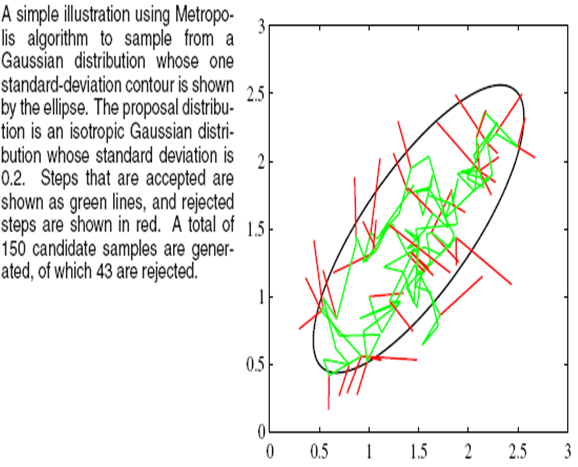 A simple illustration using Metropo-
lis algorithm to sample from a
Gaussian distribution whose one
standard-deviation contour is shown
by the ellipse. The proposal distribu-
tion is an isotropic Gaussian distri-
bution whose standard deviation is
0.2. Steps that are accepted are
shown as green lines, and rejected
steps are shown in red. A total of
150 candidate samples are gener-
ated, of which 43 are rejected.
3
2.5
2
1.5
1
0.5
0
0 0.5 1 1.5 2 2.5 3